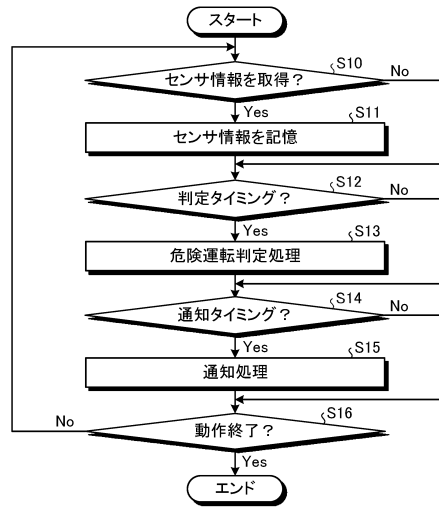 スタート
S10
センサ情報を取得？
No
Yes
S11
センサ情報を記憶
S12
判定タイミング？
No
Yes
S13
危険運転判定処理
S14
通知タイミング？
No
Yes
S15
通知処理
S16
No
動作終了？
Yes
エンド